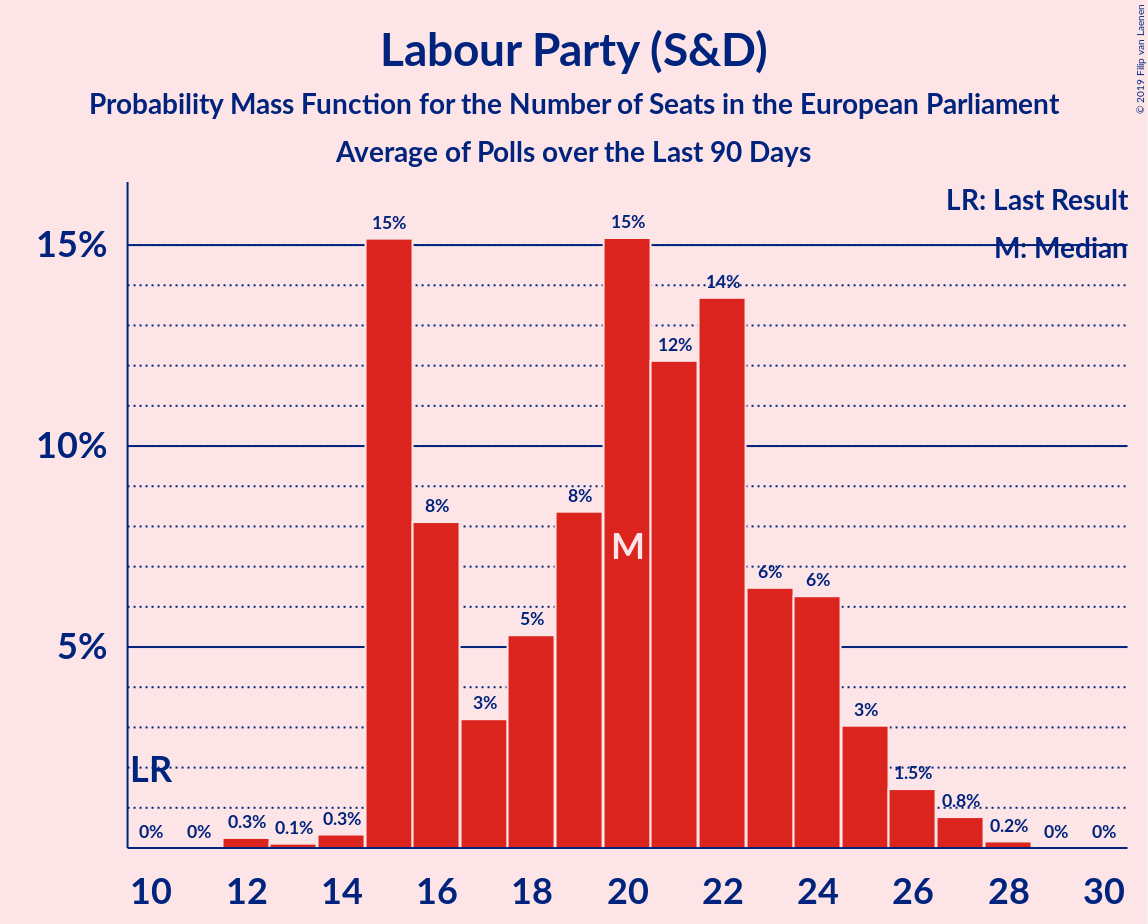 Labour Party (S&D)
Probability Mass Function for the Number of Seats in the European Parliament
Average of Polls over the Last 90 Days
© 2019 Filip van Laenen
LR: Last Result
M: Median
15%
10%
5%
15%
15%
14%
12%
8%
8%
6%
6%
5%
3%
3%
1.5%
0.8%
0%
0%
0.3%
0.1%
0.3%
0.2%
0%
0%
M
LR
10 12 14 16 18 20 22 24 26 28 30